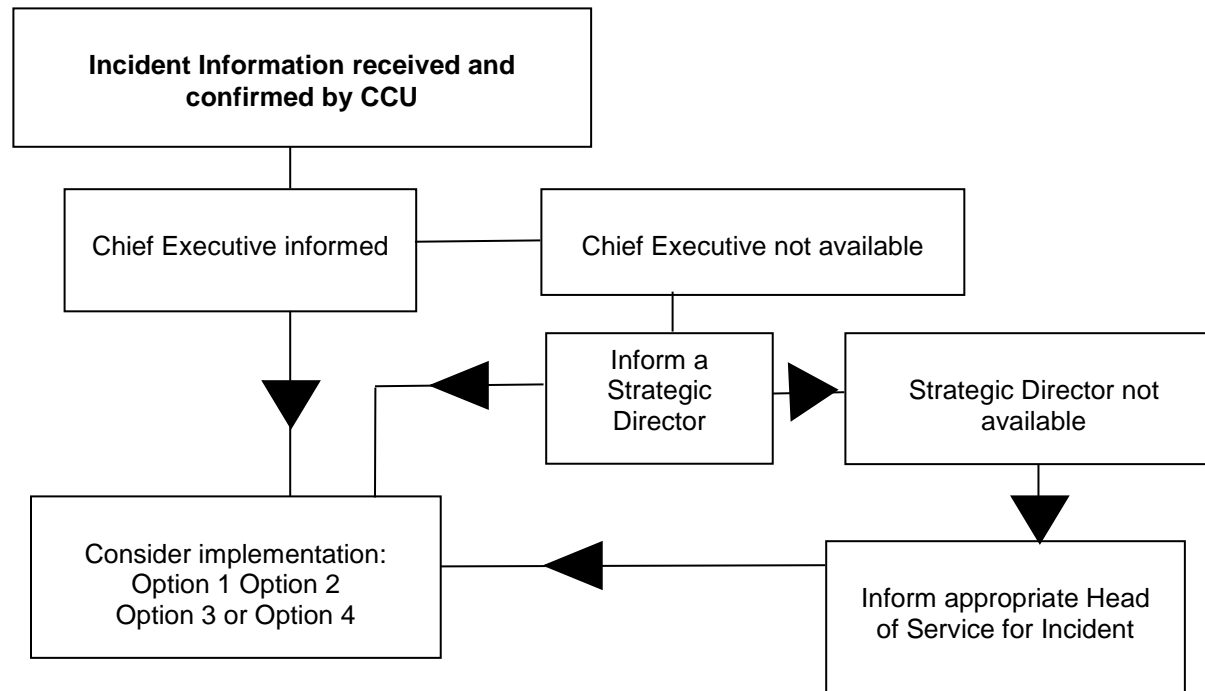 Incident Information received and
confirmed by CCU
Chief Executive informed
Chief Executive not available
Inform a
Strategic
Director
Strategic Director not
available
Consider implementation:
Option 1 Option 2
Option 3 or Option 4
Inform appropriate Head
of Service for Incident